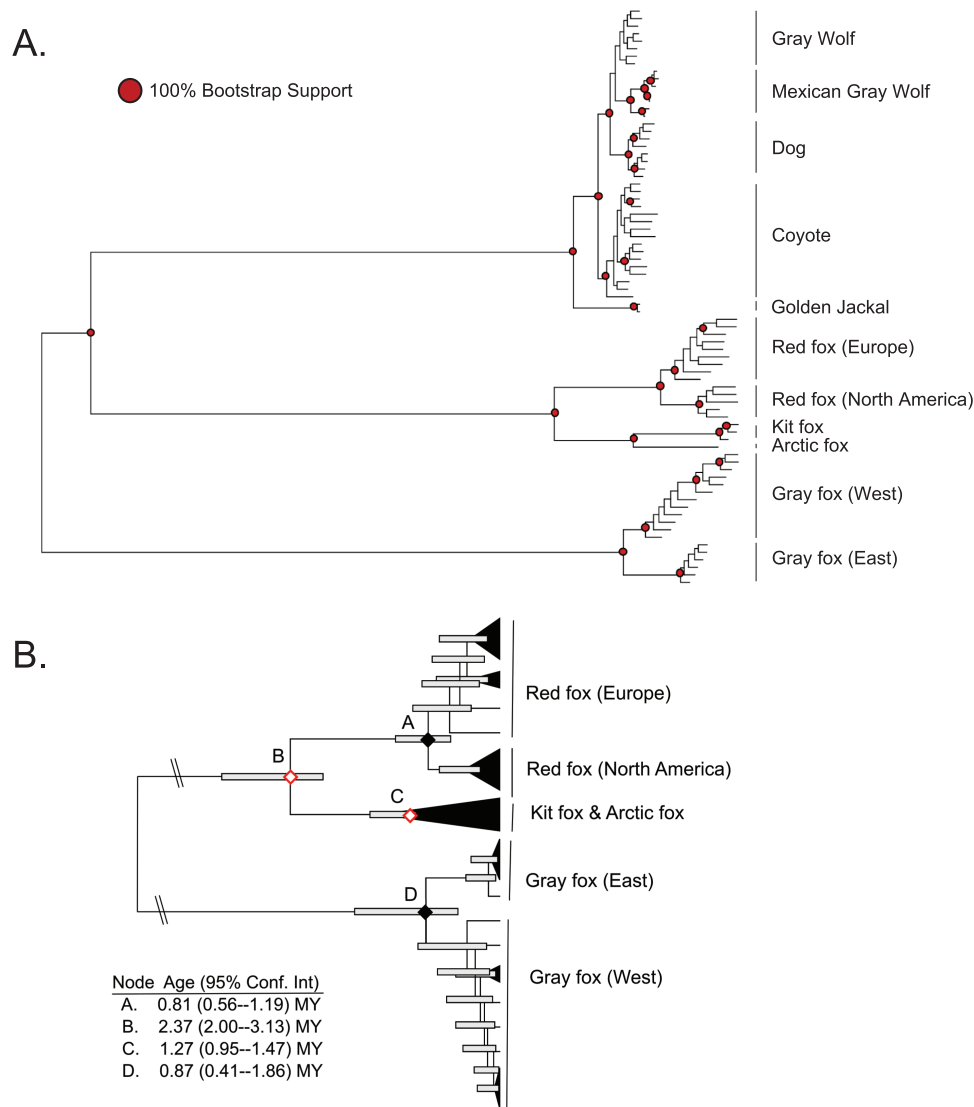 A.
100% Bootstrap Support
Gray Wolf
Mexican Gray Wolf
Dog
Coyote
Golden Jackal
Red fox (Europe)
Red fox (North America)
Kit fox
Arctic fox
Gray fox (West)
Gray fox (East)
B.
Red fox (Europe)
A
B
Red fox (North America)
C
Kit fox & Arctic fox
Gray fox (East)
D
Gray fox (West)
Node Age (95% Conf. Int)
A. 0.81 (0.56--1.19) MY
B. 2.37 (2.00--3.13) MY
C. 1.27 (0.95--1.47) MY
D. 0.87 (0.41--1.86) MY